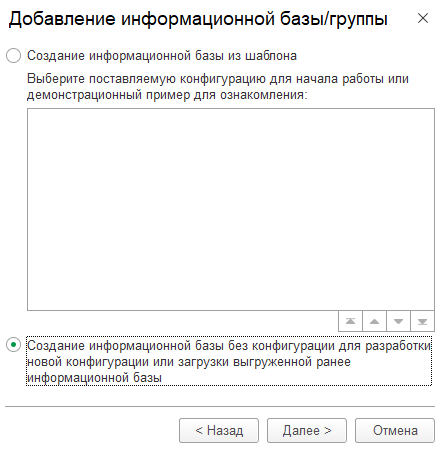 Добавление информационной базы/группы
Создание информационной базы из шаблона
Выберите поставляемую конфигурацию для начала работы или
демонстрационный пример для ознакомления:
Создание информационной базы без конфигурации для разработки
новой конфигурации или загрузки выгруженной ранее
информационной базы
< Назад
Далее >
Отмена